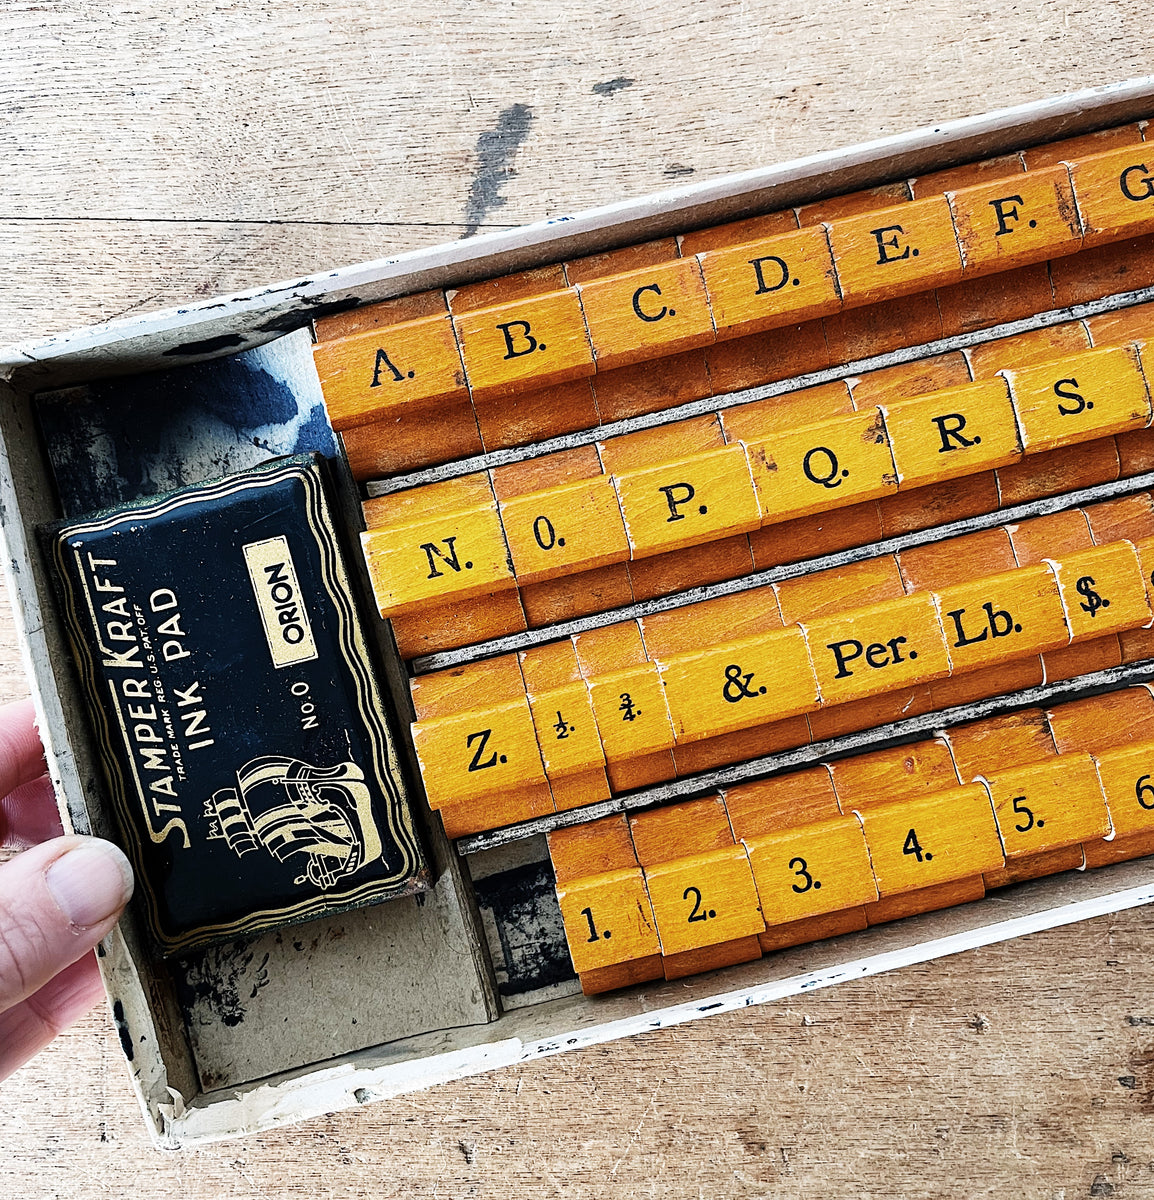 A. B. C. D. E. F. G
N. O. P. Q. R. S.
Z. ½. ¾. &. Per. Lb. $.
1. 2. 3. 4. 5. 6
STAMPER KRAFT
TRADE MARK REG. U.S. PAT. OFF
INK PAD
ORION
NO. 0